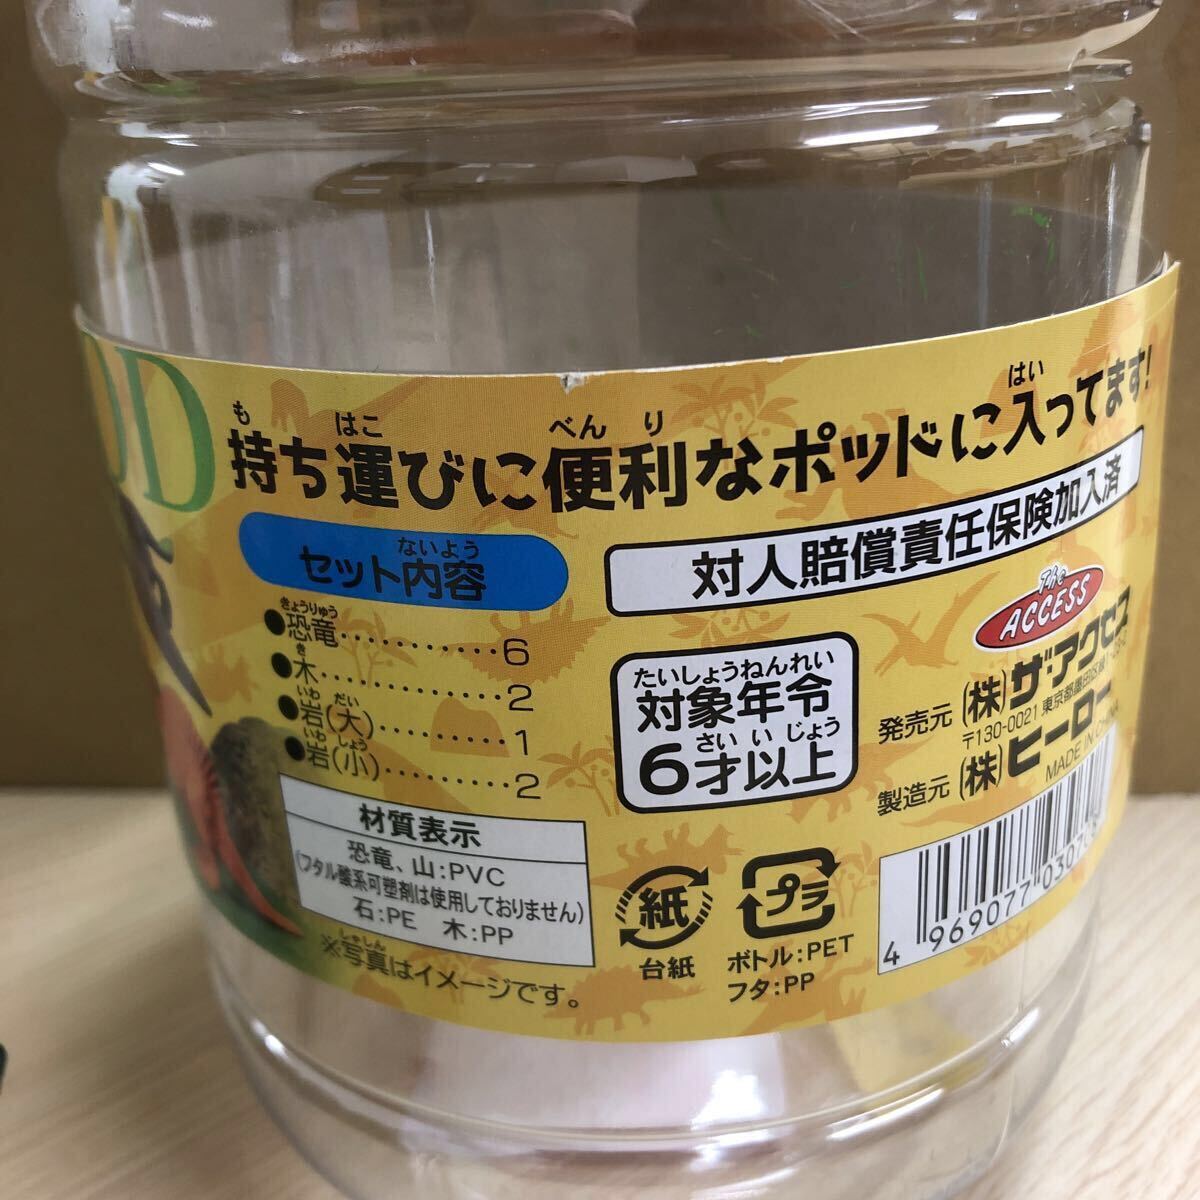 OD
も はこ べん り はい
持ち運びに便利なポッドに入ってます!
ないよう
セット内容
きょうりゅう
●恐竜..........6
き
●木............2
いわ だい
●岩(大)..........1
いわ しょう
●岩(小)..........2
材質表示
恐竜、山:PVC
(フタル酸系可塑剤は使用しておりません)
石:PE 木:PP
しゃしん
※写真はイメージです。
対人賠償責任保険加入済
たいしょうねんれい
対象年令
さい い じょう
6才以上
The
ACCESS
発売元 (株)ザ・アクセス
〒130-0021 東京都墨田区緑
製造元 (株)ヒーロー
MADE IN CHINA
紙
台紙
プラ
ボトル:PET
フタ:PP
4 969077 0307